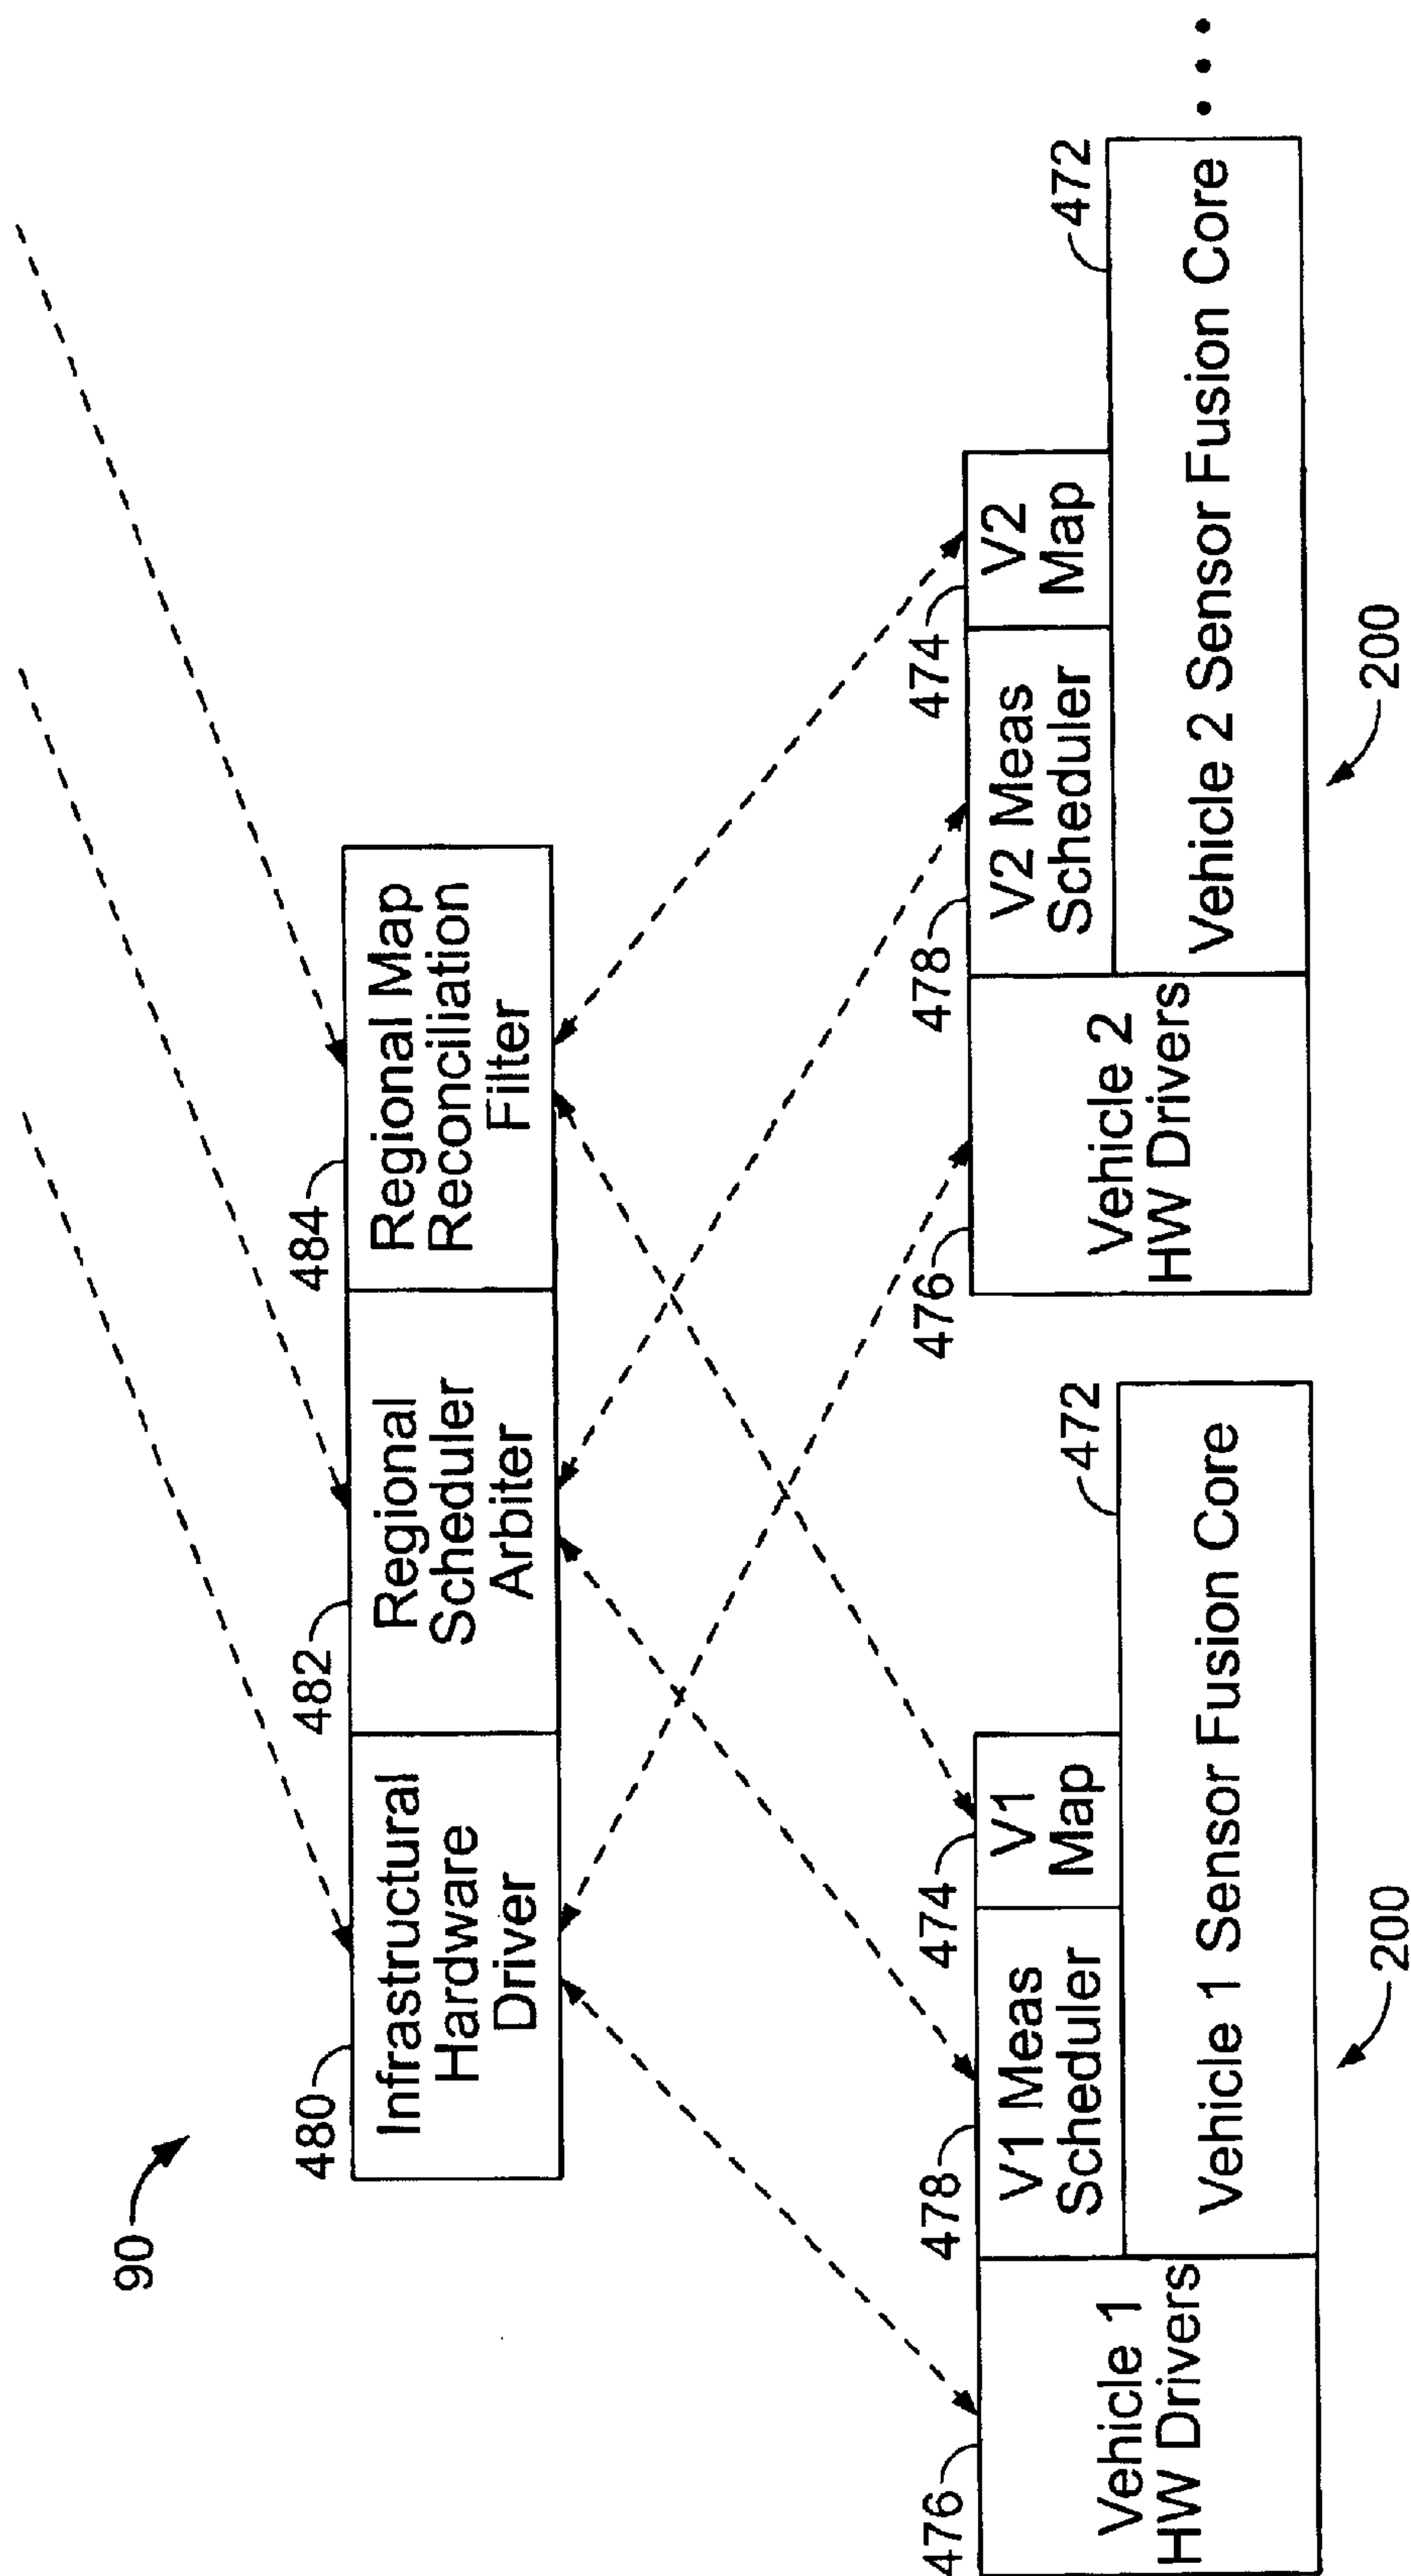 90
480
Infrastructural
Hardware
Driver
482
Regional
Scheduler
Arbiter
484
Regional Map
Reconciliation
Filter
476
Vehicle 1
HW Drivers
478
V1 Meas
Scheduler
474
V1
Map
472
Vehicle 1 Sensor Fusion Core
200
476
Vehicle 2
HW Drivers
478
V2 Meas
Scheduler
474
V2
Map
472
Vehicle 2 Sensor Fusion Core
200